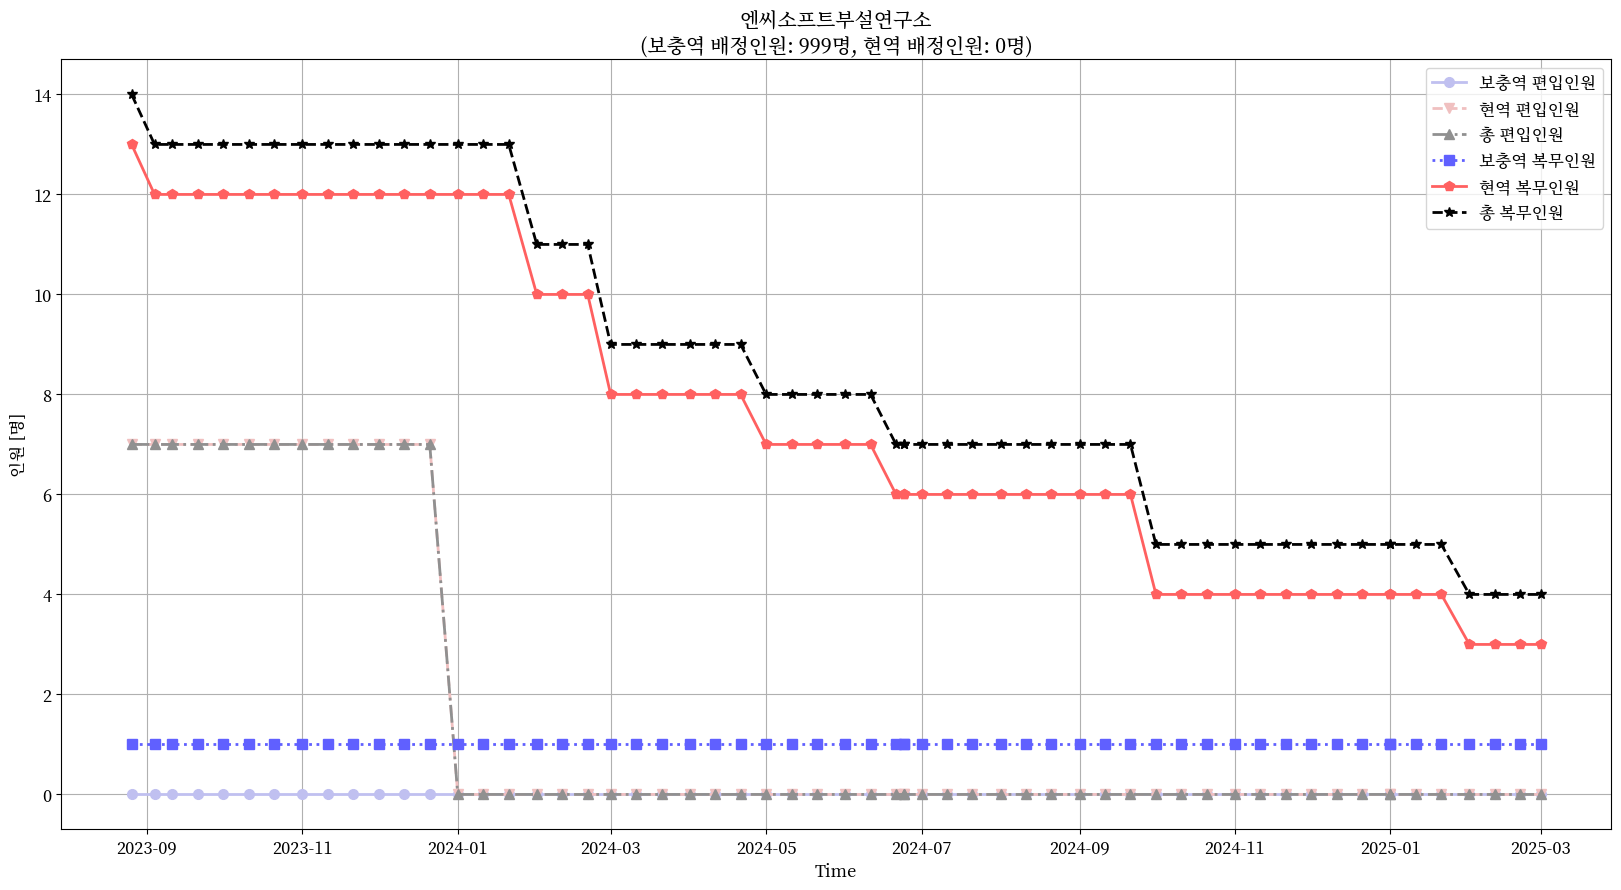 엔씨소프트부설연구소
(보충역 배정인원: 999명, 현역 배정인원: 0명)
보충역 편입인원
현역 편입인원
총 편입인원
보충역 복무인원
현역 복무인원
총 복무인원
인원 [명]
14
12
10
8
6
4
2
0
2023-09
2023-11
2024-01
2024-03
2024-05
2024-07
2024-09
2024-11
2025-01
2025-03
Time